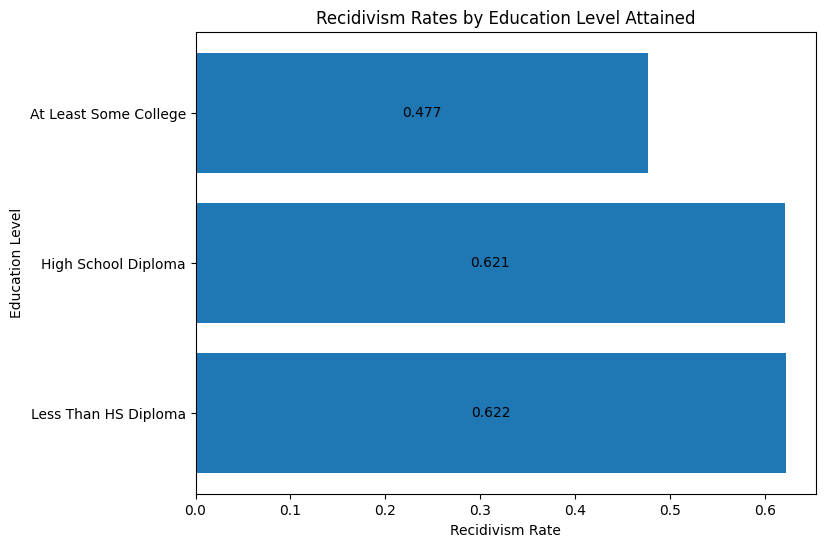 Recidivism Rates by Education Level Attained
At Least Some College
0.477
High School Diploma
0.621
Less Than HS Diploma
0.622
Education Level
0.0 0.1 0.2 0.3 0.4 0.5 0.6
Recidivism Rate